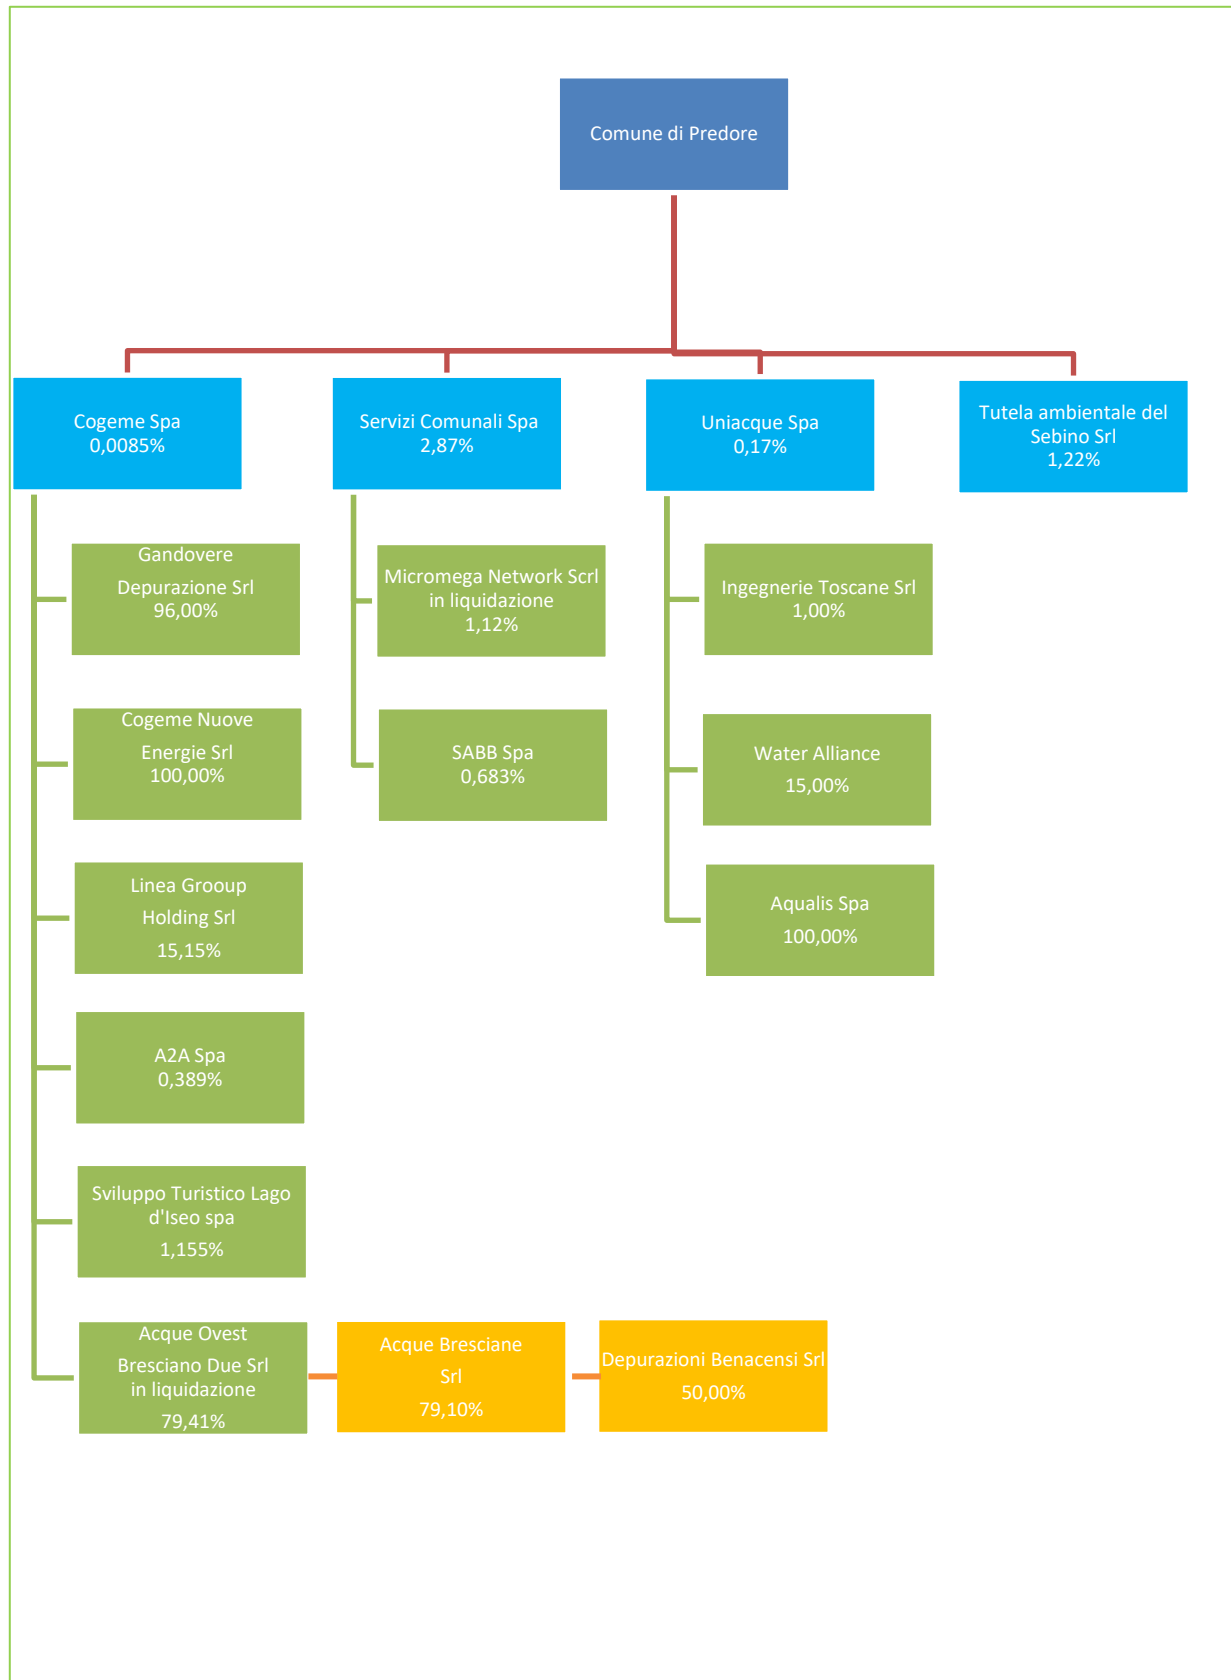 Comune di Predore
Cogeme Spa
0,0085%
Servizi Comunali Spa
2,87%
Uniacque Spa
0,17%
Tutela ambientale del
Sebino Srl
1,22%
Gandovere
Depurazione Srl
96,00%
Micromega Network Scrl
in liquidazione
1,12%
Ingegnerie Toscane Srl
1,00%
Cogeme Nuove
Energie Srl
100,00%
SABB Spa
0,683%
Water Alliance
15,00%
Linea Grooup
Holding Srl
15,15%
Aqualis Spa
100,00%
A2A Spa
0,389%
Sviluppo Turistico Lago
d'Iseo spa
1,155%
Acque Ovest
Bresciano Due Srl
in liquidazione
79,41%
Acque Bresciane
Srl
79,10%
Depurazioni Benacensi Srl
50,00%